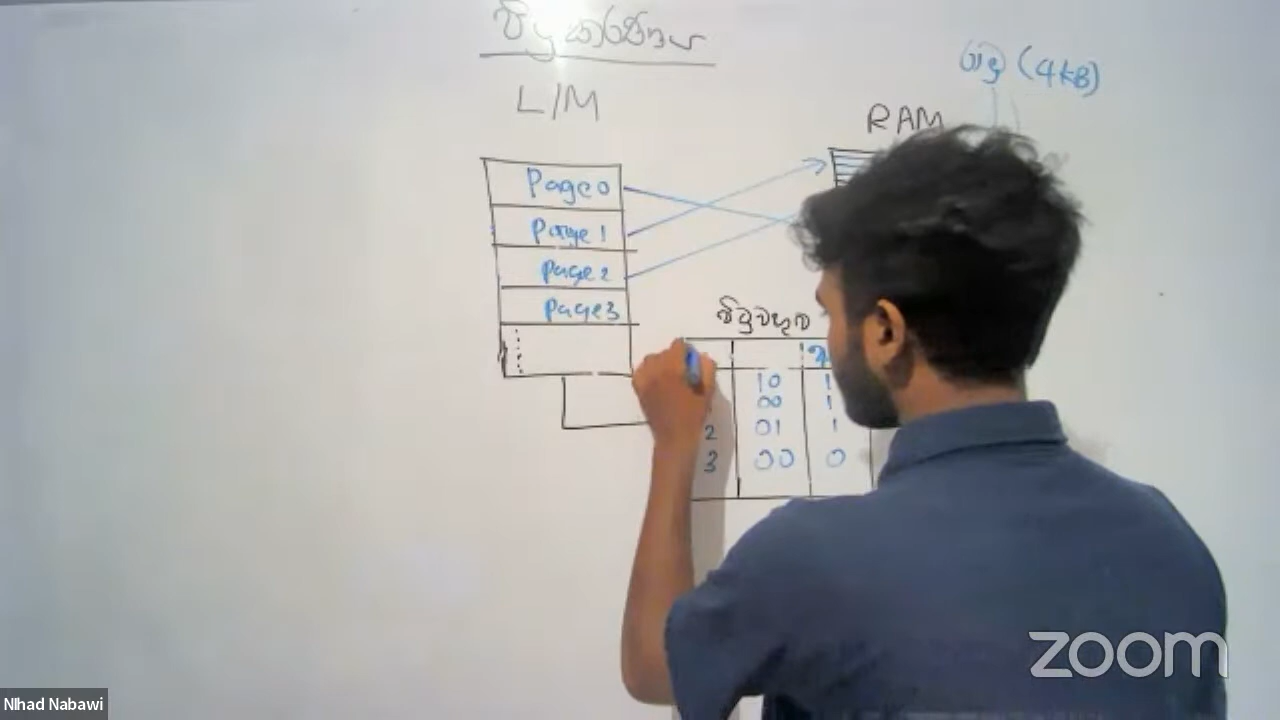 පිටුකරණය
L/M
රාමු (4kB)
RAM
Page 0
Page 1
Page 2
Page 3
පිටුවගුව
10 1
00 1
2 01 1
3 00 0
zoom
NIhad Nabawi